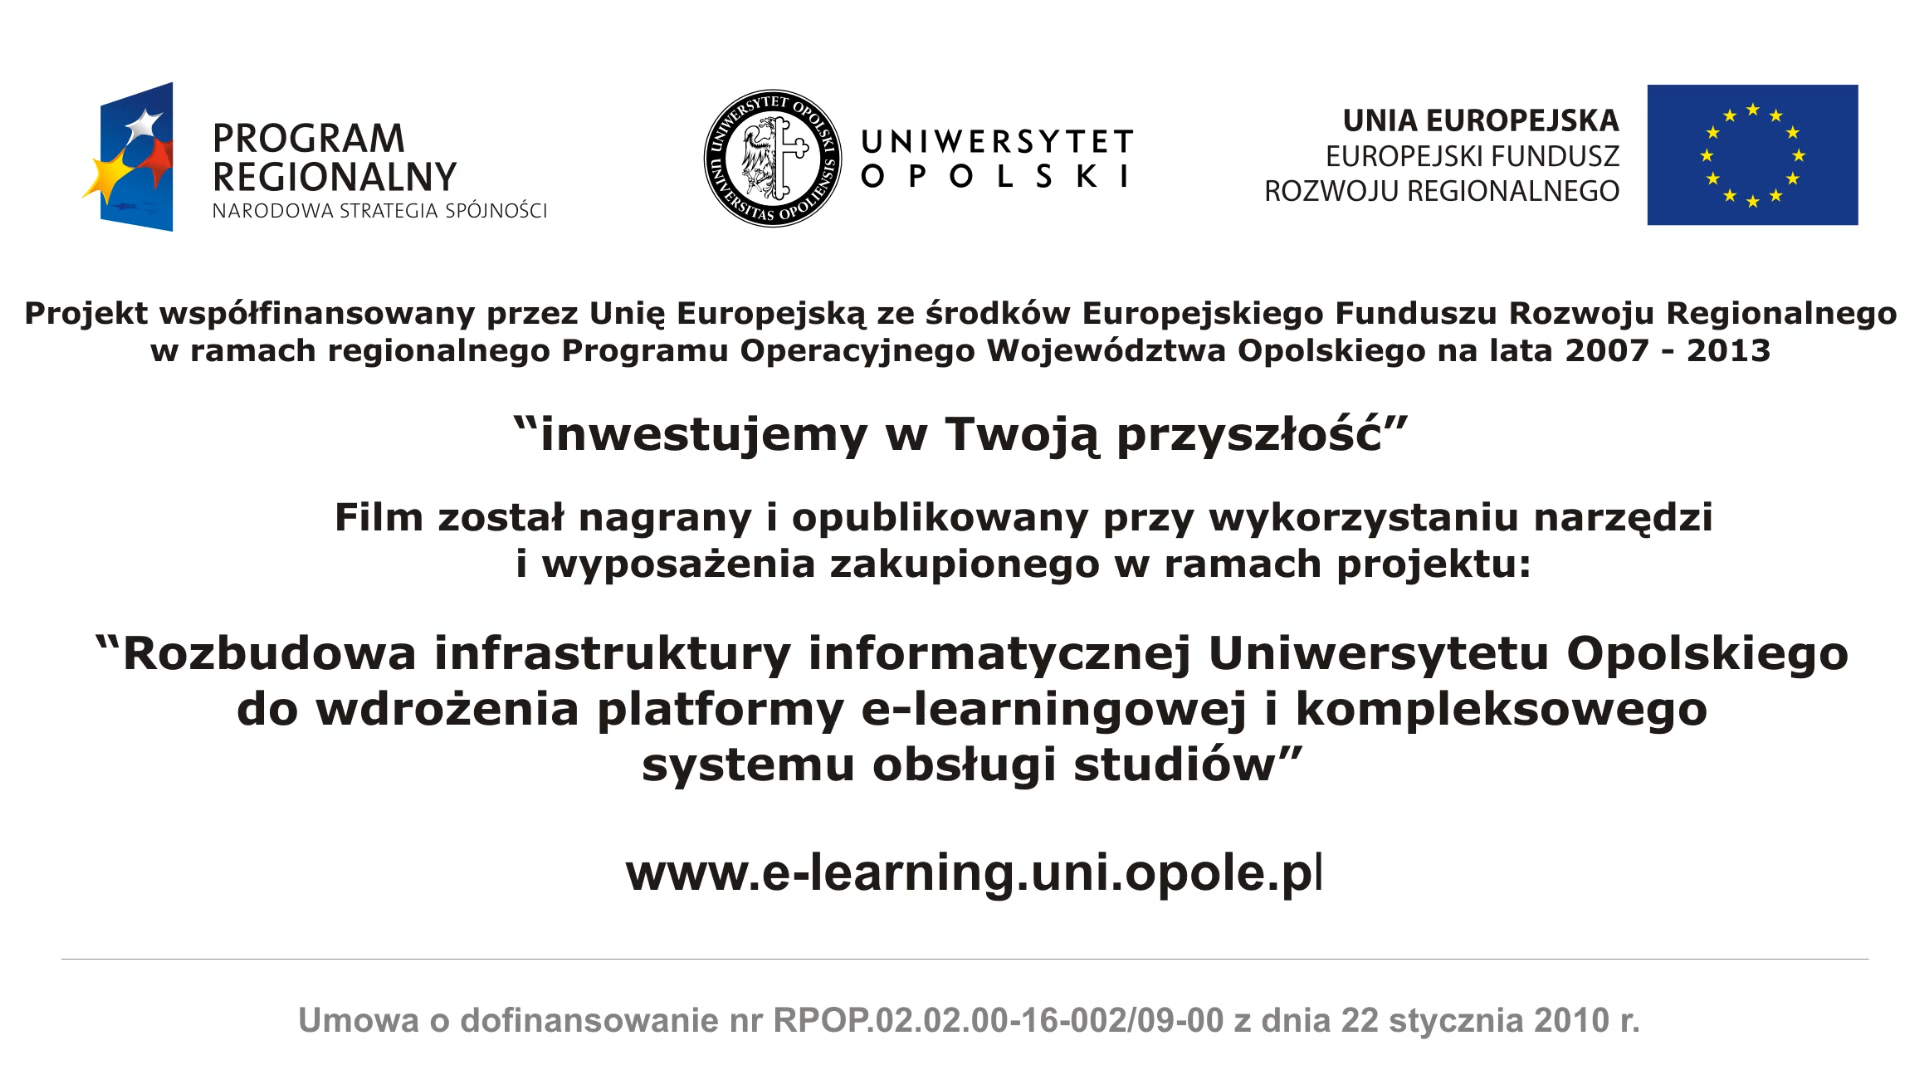 PROGRAM
REGIONALNY
NARODOWA STRATEGIA SPÓJNOŚCI
UNIWERSYTET OPOLSKI
UNIVERSITAS OPOLIENSIS
UNIWERSYTET
OPOLSKI
UNIA EUROPEJSKA
EUROPEJSKI FUNDUSZ
ROZWOJU REGIONALNEGO
Projekt współfinansowany przez Unię Europejską ze środków Europejskiego Funduszu Rozwoju Regionalnego
w ramach regionalnego Programu Operacyjnego Województwa Opolskiego na lata 2007 - 2013
“inwestujemy w Twoją przyszłość”
Film został nagrany i opublikowany przy wykorzystaniu narzędzi
i wyposażenia zakupionego w ramach projektu:
“Rozbudowa infrastruktury informatycznej Uniwersytetu Opolskiego
do wdrożenia platformy e-learningowej i kompleksowego
systemu obsługi studiów”
www.e-learning.uni.opole.pl
Umowa o dofinansowanie nr RPOP.02.02.00-16-002/09-00 z dnia 22 stycznia 2010 r.